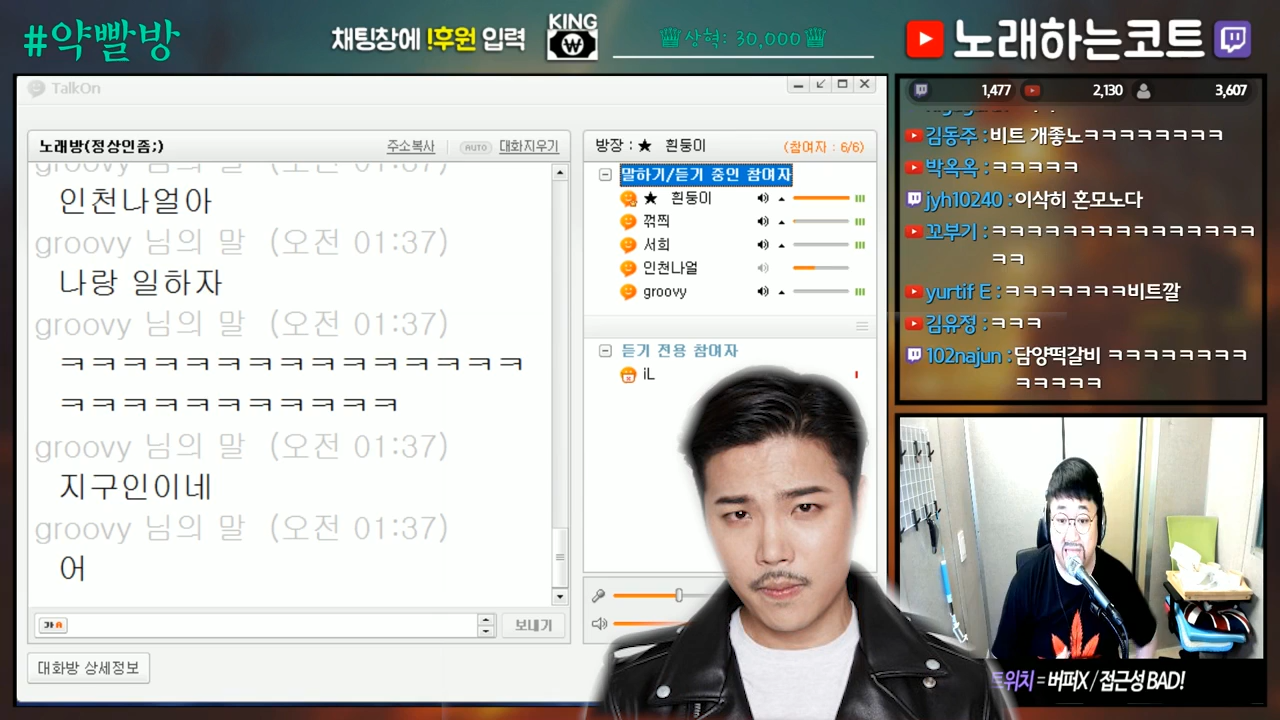 #약빨방
채팅창에 !후원 입력
KING
₩
상혁: 30,000
노래하는코트
TalkOn
노래방(정상인좀;)
주소복사
AUTO
대화지우기
인천나얼아
groovy 님의 말 (오전 01:37)
나랑 일하자
groovy 님의 말 (오전 01:37)
ㅋㅋㅋㅋㅋㅋㅋㅋㅋㅋㅋㅋㅋㅋ
ㅋㅋㅋㅋㅋㅋㅋㅋㅋㅋㅋ
groovy 님의 말 (오전 01:37)
지구인이네
groovy 님의 말 (오전 01:37)
어
가
보내기
대화방 상세정보
방장 : ★ 흰둥이
(참여자 : 6/6)
말하기/듣기 중인 참여자
★ 흰둥이
꺾찍
서희
인천나얼
groovy
듣기 전용 참여자
iL
1,477
2,130
3,607
김동주 : 비트 개좋노ㅋㅋㅋㅋㅋㅋㅋㅋ
박옥옥 : ㅋㅋㅋㅋㅋ
jyh10240 : 이삭히 혼모노다
꼬부기 : ㅋㅋㅋㅋㅋㅋㅋㅋㅋㅋㅋㅋㅋㅋㅋ
ㅋㅋ
yurtif E : ㅋㅋㅋㅋㅋㅋㅋ비트깔
김유정 : ㅋㅋㅋ
102najun : 담양떡갈비 ㅋㅋㅋㅋㅋㅋㅋㅋ
ㅋㅋㅋㅋㅋ
트위치 = 버퍼X / 접근성 BAD!